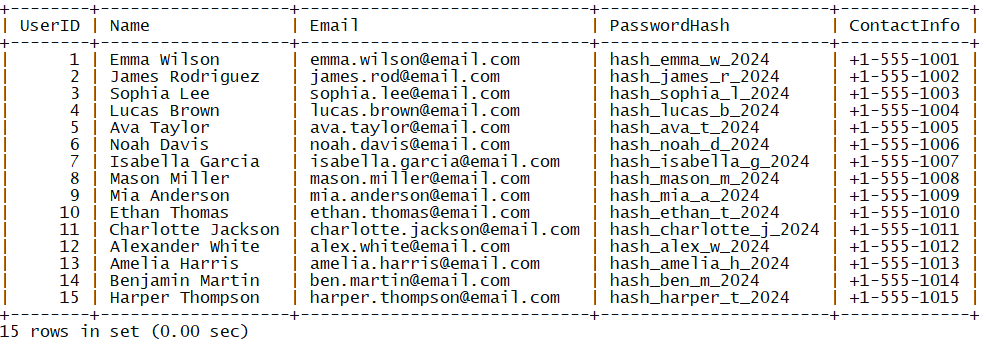 +--------+-------------------+-----------------------------+-----------------------+-------------+
| UserID | Name              | Email                       | PasswordHash          | ContactInfo |
+--------+-------------------+-----------------------------+-----------------------+-------------+
|      1 | Emma Wilson       | emma.wilson@email.com       | hash_emma_w_2024      | +1-555-1001 |
|      2 | James Rodriguez   | james.rod@email.com         | hash_james_r_2024     | +1-555-1002 |
|      3 | Sophia Lee        | sophia.lee@email.com        | hash_sophia_l_2024    | +1-555-1003 |
|      4 | Lucas Brown       | lucas.brown@email.com       | hash_lucas_b_2024     | +1-555-1004 |
|      5 | Ava Taylor        | ava.taylor@email.com        | hash_ava_t_2024       | +1-555-1005 |
|      6 | Noah Davis        | noah.davis@email.com        | hash_noah_d_2024      | +1-555-1006 |
|      7 | Isabella Garcia   | isabella.garcia@email.com   | hash_isabella_g_2024  | +1-555-1007 |
|      8 | Mason Miller      | mason.miller@email.com      | hash_mason_m_2024     | +1-555-1008 |
|      9 | Mia Anderson      | mia.anderson@email.com      | hash_mia_a_2024       | +1-555-1009 |
|     10 | Ethan Thomas      | ethan.thomas@email.com      | hash_ethan_t_2024     | +1-555-1010 |
|     11 | Charlotte Jackson | charlotte.jackson@email.com | hash_charlotte_j_2024 | +1-555-1011 |
|     12 | Alexander White   | alex.white@email.com        | hash_alex_w_2024      | +1-555-1012 |
|     13 | Amelia Harris     | amelia.harris@email.com     | hash_amelia_h_2024    | +1-555-1013 |
|     14 | Benjamin Martin   | ben.martin@email.com        | hash_ben_m_2024       | +1-555-1014 |
|     15 | Harper Thompson   | harper.thompson@email.com   | hash_harper_t_2024    | +1-555-1015 |
+--------+-------------------+-----------------------------+-----------------------+-------------+
15 rows in set (0.00 sec)